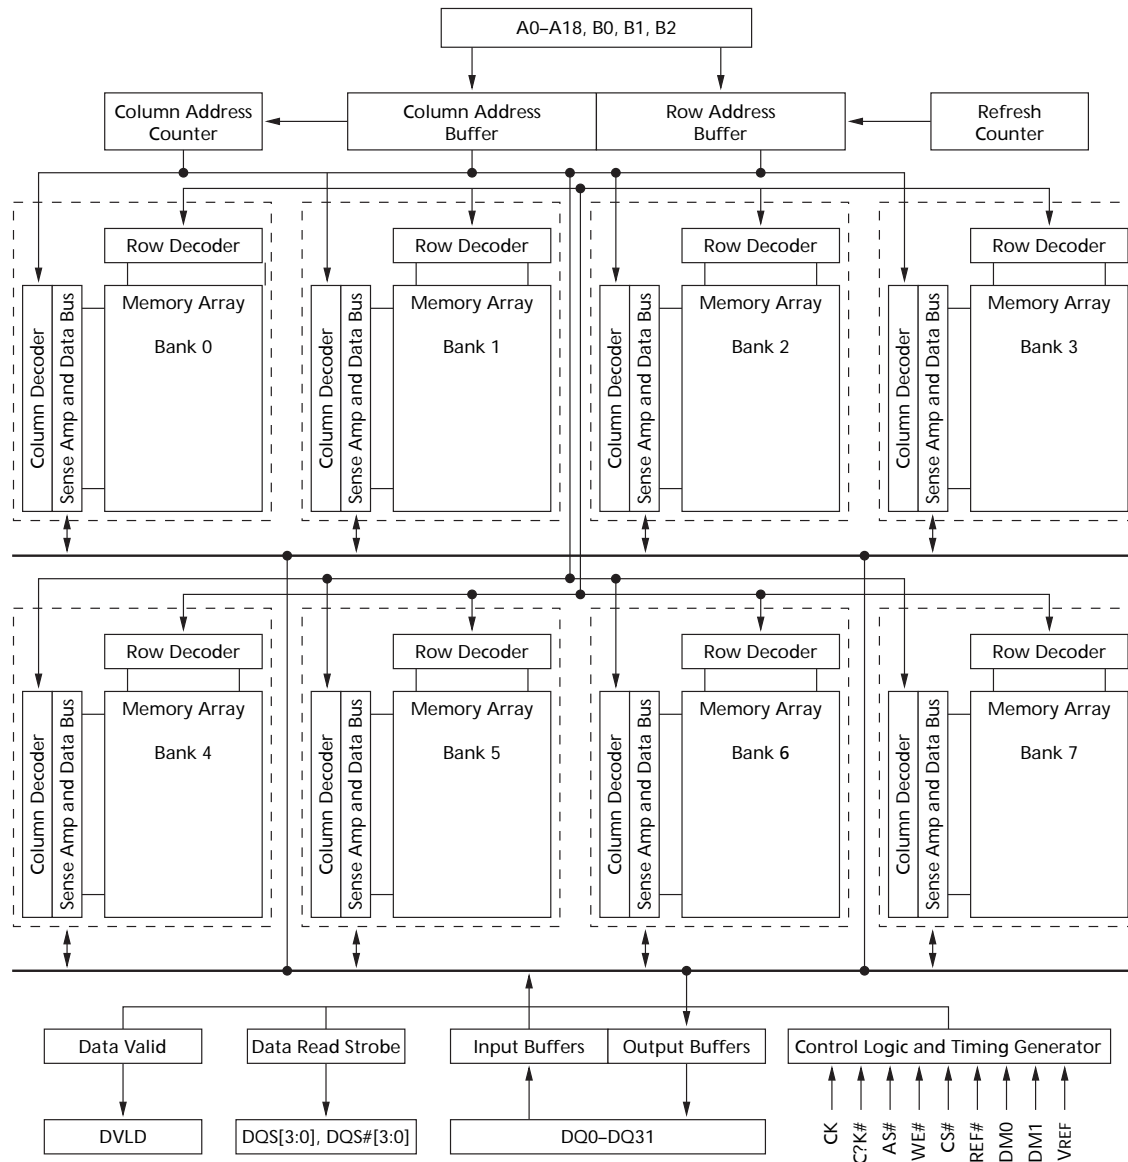 A0–A18, B0, B1, B2
Column Address
Counter
Column Address
Buffer
Row Address
Buffer
Refresh
Counter
Row Decoder
Row Decoder
Row Decoder
Row Decoder
Column Decoder
Sense Amp and Data Bus
Memory Array
Bank 0
Column Decoder
Sense Amp and Data Bus
Memory Array
Bank 1
Column Decoder
Sense Amp and Data Bus
Memory Array
Bank 2
Column Decoder
Sense Amp and Data Bus
Memory Array
Bank 3
Row Decoder
Row Decoder
Row Decoder
Row Decoder
Column Decoder
Sense Amp and Data Bus
Memory Array
Bank 4
Column Decoder
Sense Amp and Data Bus
Memory Array
Bank 5
Column Decoder
Sense Amp and Data Bus
Memory Array
Bank 6
Column Decoder
Sense Amp and Data Bus
Memory Array
Bank 7
Data Valid
Data Read Strobe
Input Buffers
Output Buffers
Control Logic and Timing Generator
DVLD
DQS[3:0], DQS#[3:0]
DQ0–DQ31
CK
C?K#
AS#
WE#
CS#
REF#
DM0
DM1
VREF